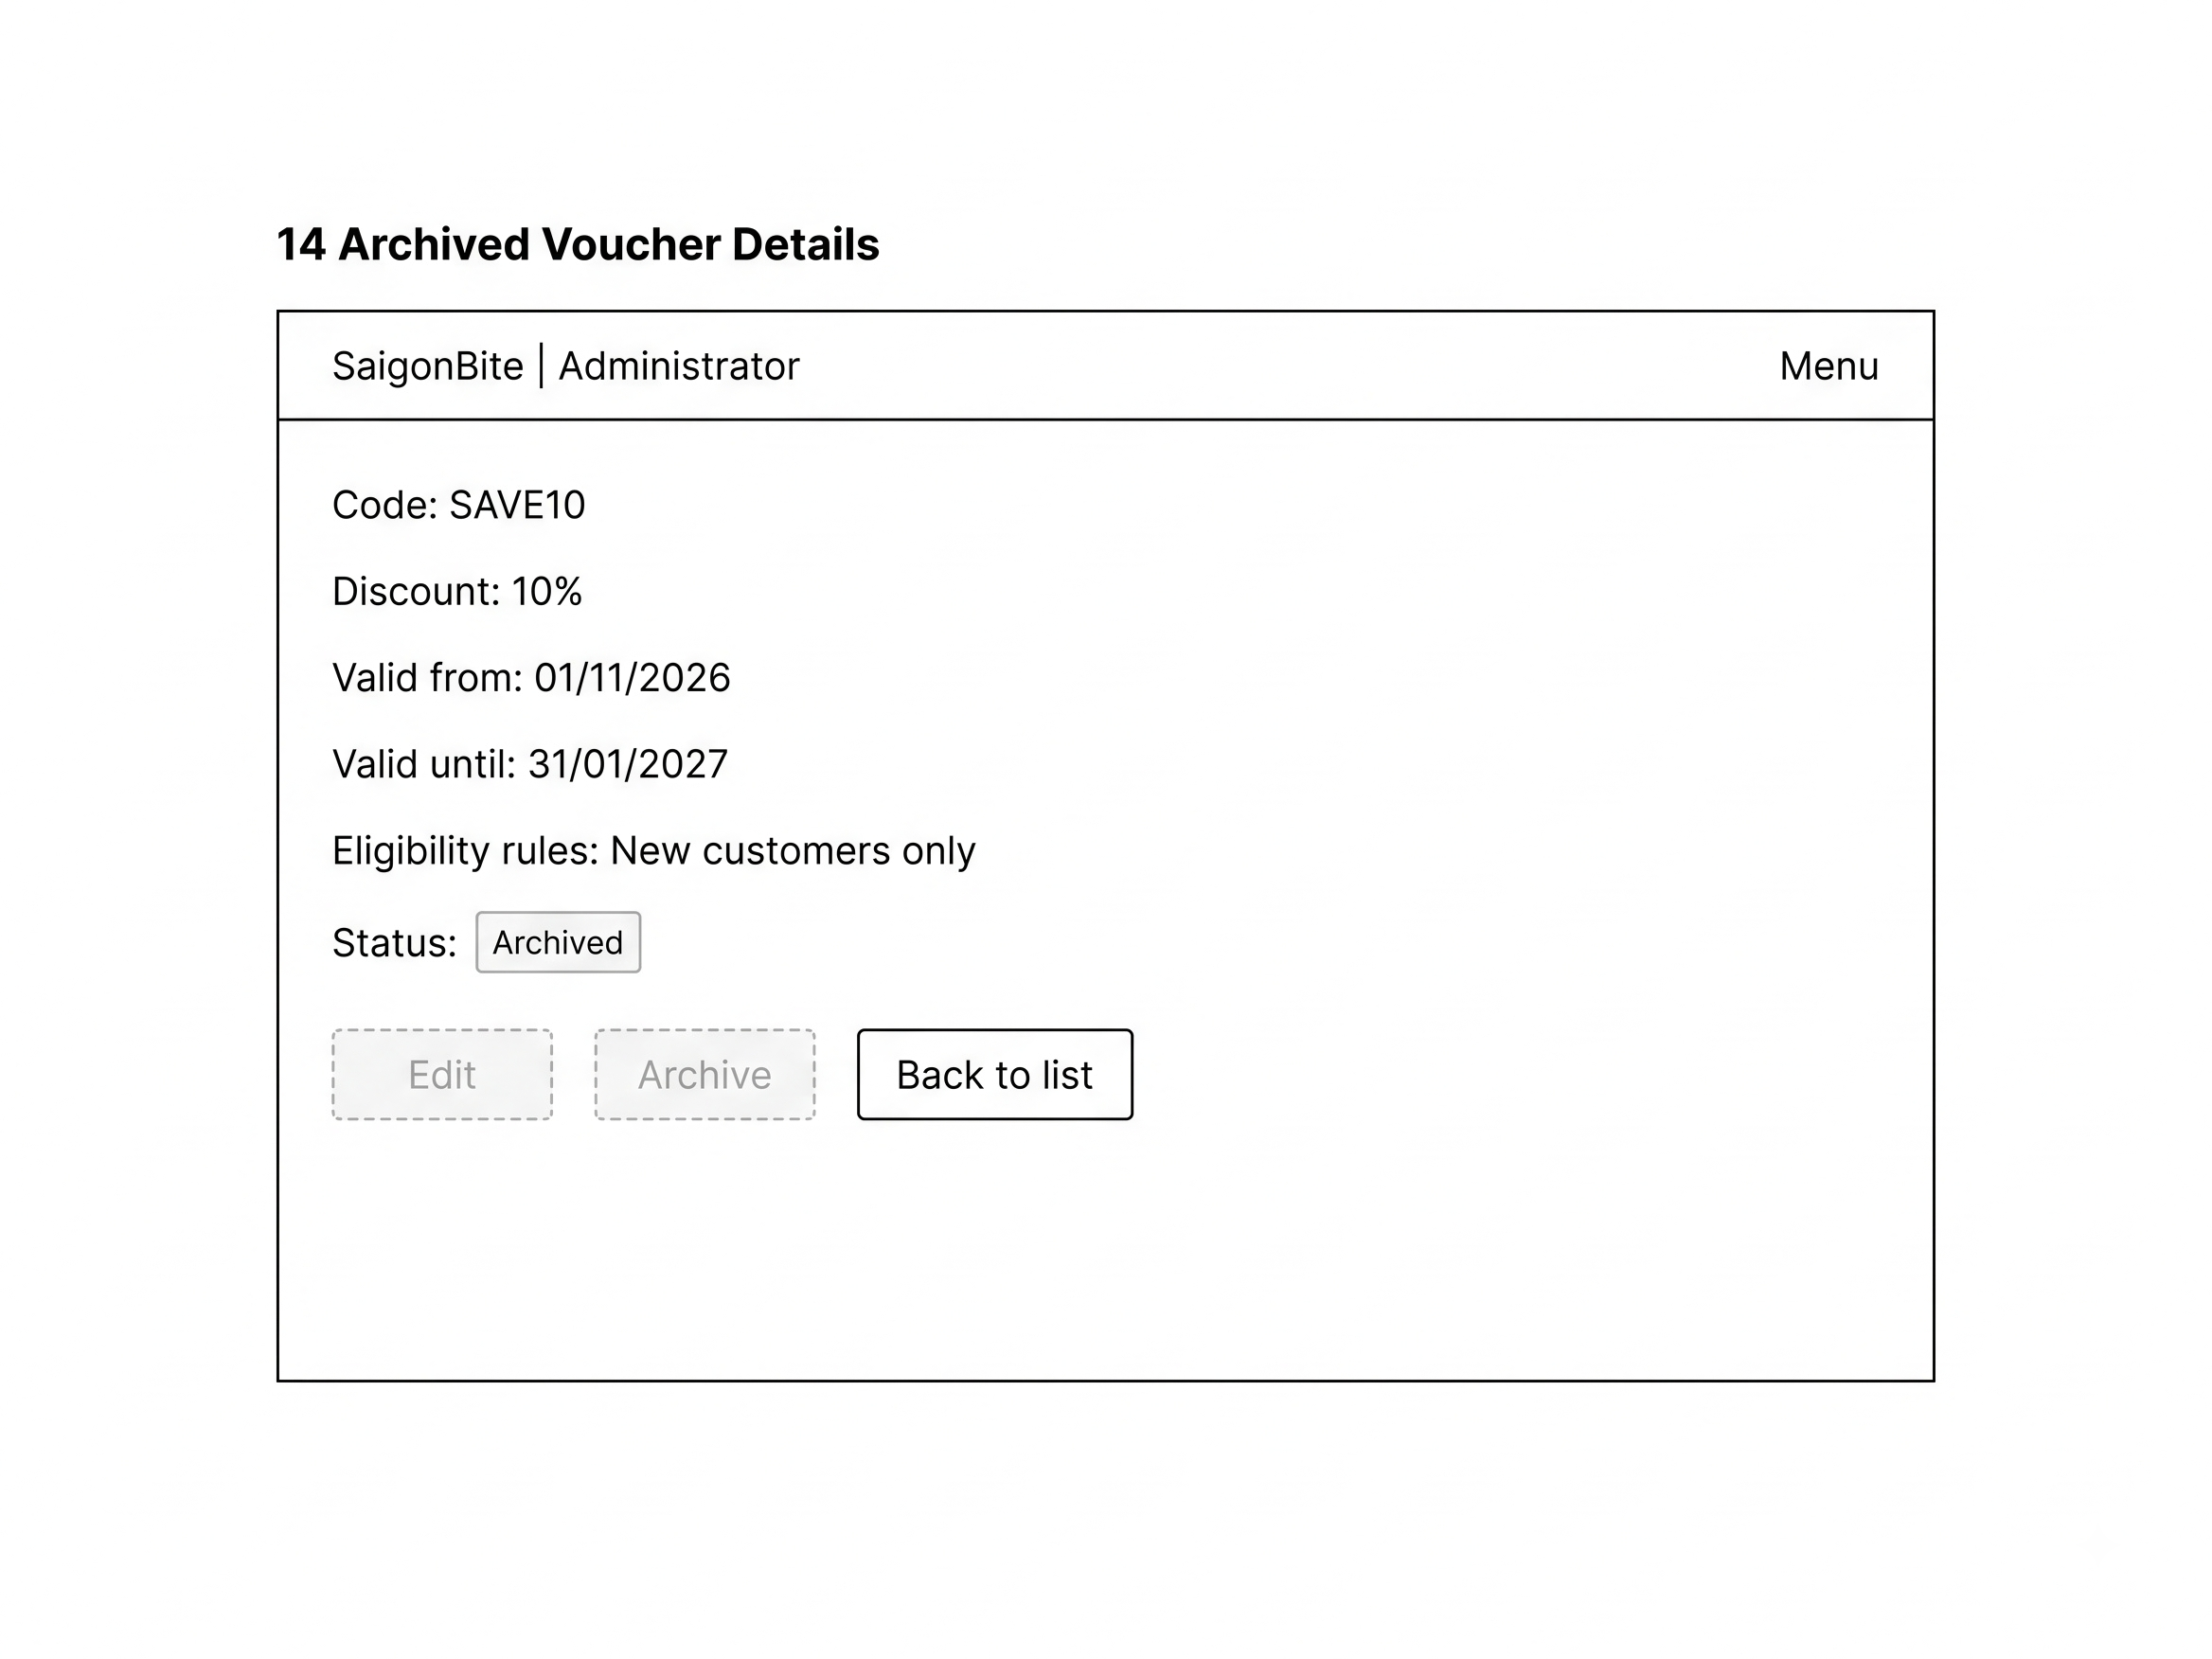 14 Archived Voucher Details
SaigonBite | Administrator
Menu
Code: SAVE10
Discount: 10%
Valid from: 01/11/2026
Valid until: 31/01/2027
Eligibility rules: New customers only
Status: Archived
Edit
Archive
Back to list